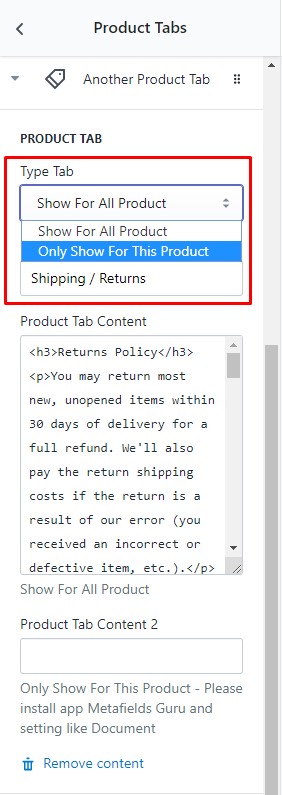 Product Tabs
Another Product Tab
PRODUCT TAB
Type Tab
Show For All Product
Show For All Product
Only Show For This Product
Shipping / Returns
Product Tab Content
<h3>Returns Policy</h3>
<p>You may return most
new, unopened items within
30 days of delivery for a
full refund. We'll also
pay the return shipping
costs if the return is a
result of our error (you
received an incorrect or
defective item, etc.).</p>
Show For All Product
Product Tab Content 2
Only Show For This Product - Please
install app Metafields Guru and
setting like Document
Remove content